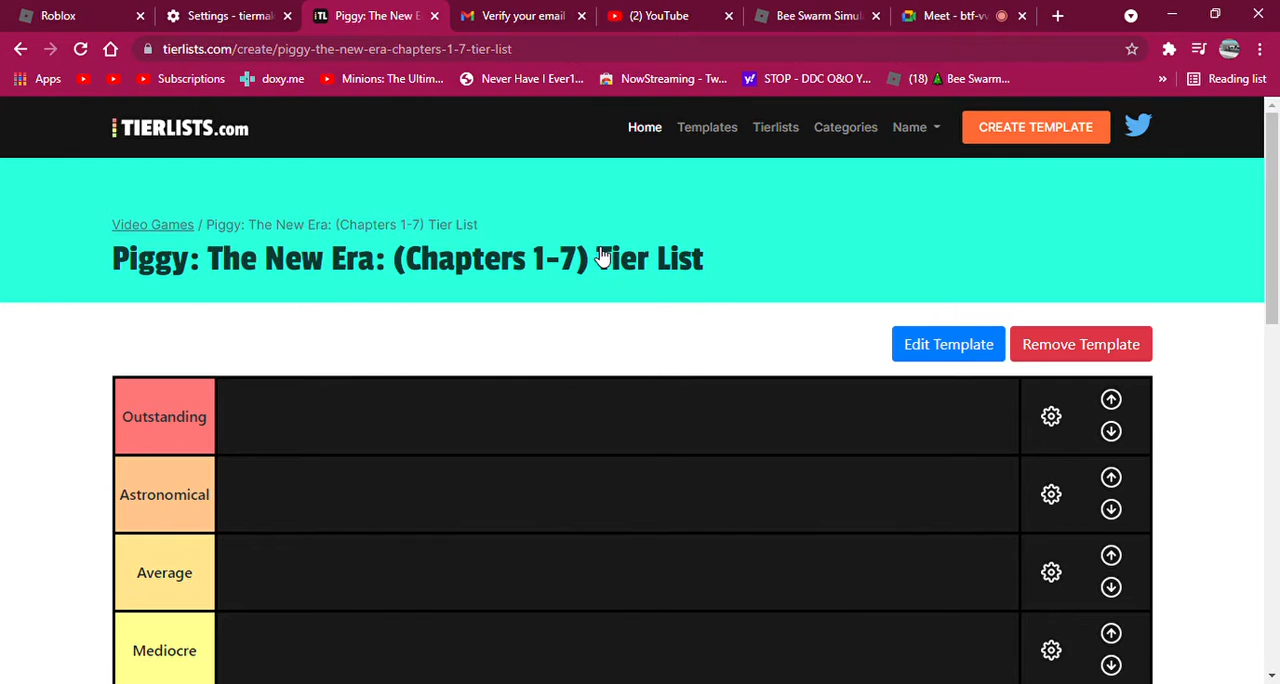 Roblox
Settings - tiermak
Piggy: The New E
Verify your email
(2) YouTube
Bee Swarm Simu
Meet - btf-vv
tierlists.com/create/piggy-the-new-era-chapters-1-7-tier-list
Apps
Subscriptions
doxy.me
Minions: The Ultim...
Never Have I Ever1...
NowStreaming - Tw...
STOP - DDC O&O Y...
(18) Bee Swarm...
»
Reading list
TIERLISTS.com
Home
Templates
Tierlists
Categories
Name
CREATE TEMPLATE
Video Games / Piggy: The New Era: (Chapters 1-7) Tier List
Piggy: The New Era: (Chapters 1-7) Tier List
Edit Template
Remove Template
Outstanding
Astronomical
Average
Mediocre